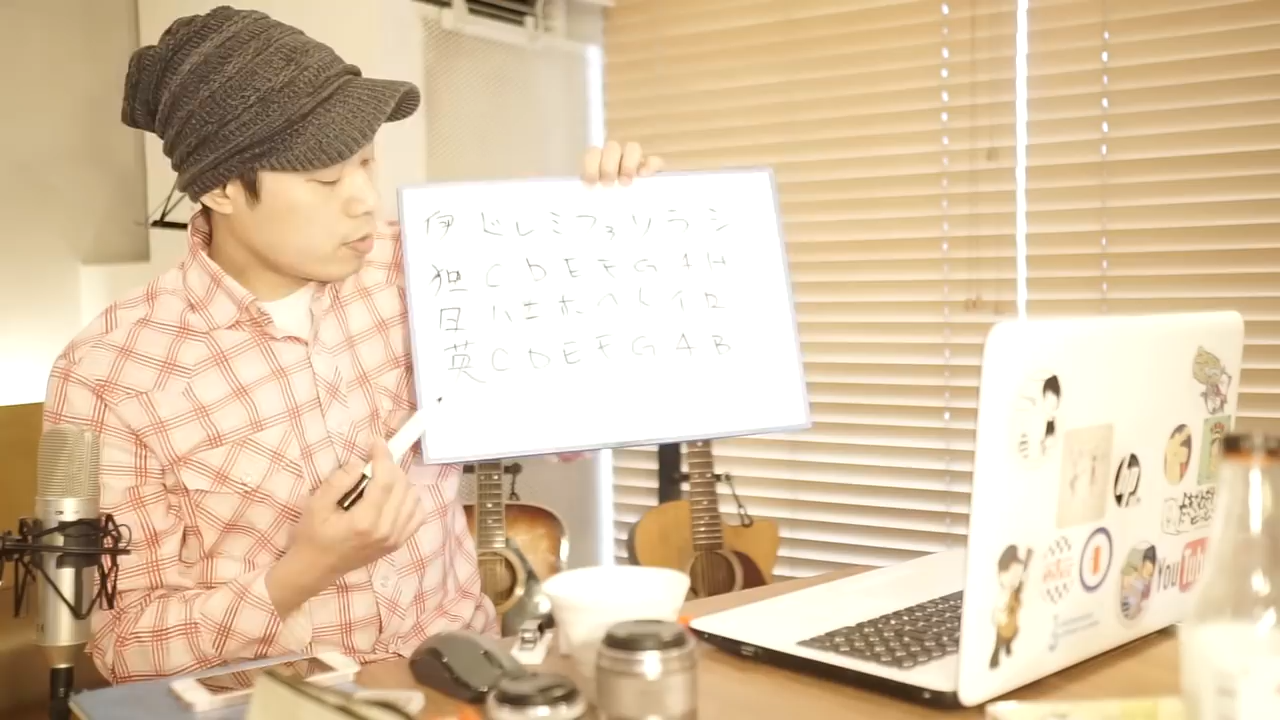 伊 ドレミファソラシ
独 C D E F G A H
日 ハニホヘトイロ
英 C D E F G A B
hp
YouTube